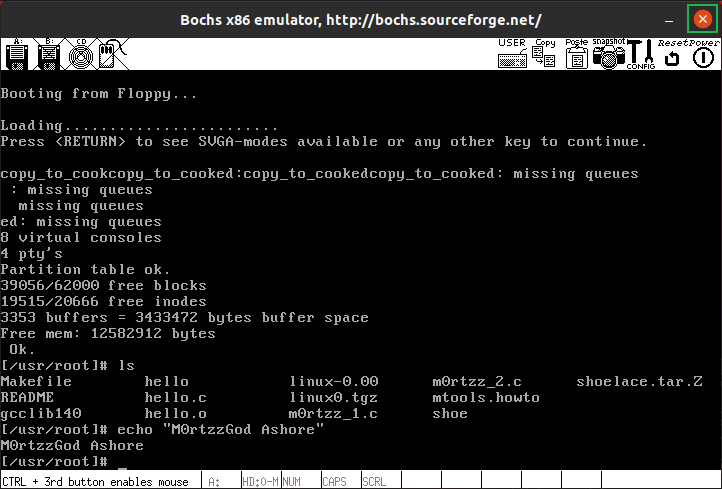 Bochs x86 emulator, http://bochs.sourceforge.net/
A: B: CD USER Copy Paste snapshot CONFIG Reset Power
Booting from Floppy...
Loading........................
Press <RETURN> to see SVGA-modes available or any other key to continue.
copy_to_cookcopy_to_cooked:copy_to_cookedcopy_to_cooked: missing queues
: missing queues
missing queues
ed: missing queues
8 virtual consoles
4 pty's
Partition table ok.
39056/62000 free blocks
19515/20666 free inodes
3353 buffers = 3433472 bytes buffer space
Free mem: 12582912 bytes
Ok.
[/usr/root]# ls
Makefile hello linux-0.00 m0rtzz_2.c shoelace.tar.Z
README hello.c linux0.tgz mtools.howto
gcclib140 hello.o m0rtzz_1.c shoe
[/usr/root]# echo "M0rtzzGod Ashore"
M0rtzzGod Ashore
[/usr/root]# _
CTRL + 3rd button enables mouse A: HD:0-M NUM CAPS SCRL